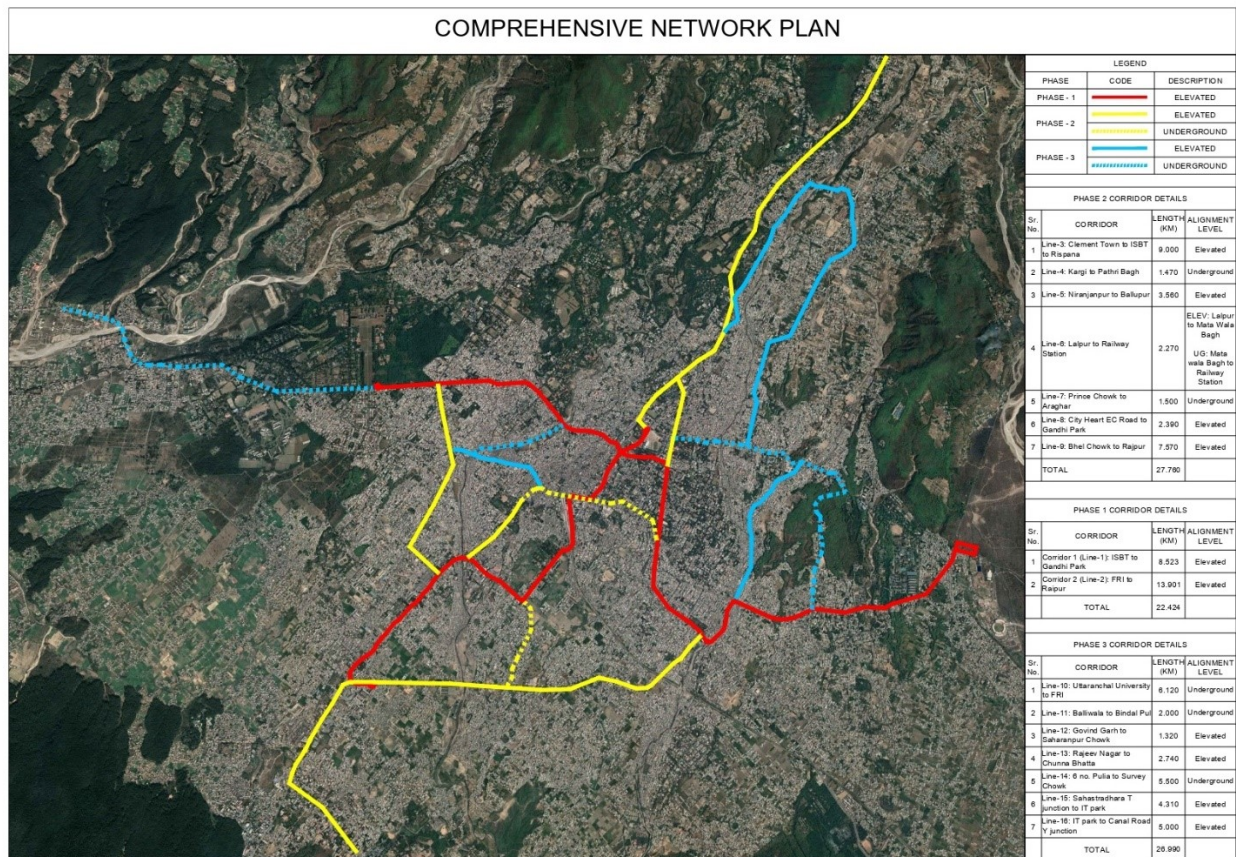 COMPREHENSIVE NETWORK PLAN
LEGEND
PHASE CODE DESCRIPTION
PHASE - 1 ELEVATED
PHASE - 2 ELEVATED
UNDERGROUND
PHASE - 3 ELEVATED
UNDERGROUND
PHASE 2 CORRIDOR DETAILS
Sr. No. CORRIDOR LENGTH (KM) ALIGNMENT LEVEL
1 Line-3: Clement Town to ISBT to Rispana 9.000 Elevated
2 Line-4: Kargi to Pathri Bagh 1.470 Underground
3 Line-5: Niranjanpur to Ballupur 3.560 Elevated
4 Line-6: Lalpur to Railway Station 2.270 ELEV: Lalpur to Mata Wala Bagh UG: Mata wala Bagh to Railway Station
5 Line-7: Prince Chowk to Araghar 1.500 Underground
6 Line-8: City Heart EC Road to Gandhi Park 2.390 Elevated
7 Line-9: Bhel Chowk to Rajpur 7.570 Elevated
TOTAL 27.760
PHASE 1 CORRIDOR DETAILS
Sr. No. CORRIDOR LENGTH (KM) ALIGNMENT LEVEL
1 Corridor 1 (Line-1): ISBT to Gandhi Park 8.523 Elevated
2 Corridor 2 (Line-2): FRI to Raipur 13.901 Elevated
TOTAL 22.424
PHASE 3 CORRIDOR DETAILS
Sr. No. CORRIDOR LENGTH (KM) ALIGNMENT LEVEL
1 Line-10: Uttaranchal University to FRI 6.120 Underground
2 Line-11: Balliwala to Bindal Pul 2.000 Underground
3 Line-12: Govind Garh to Saharanpur Chowk 1.320 Elevated
4 Line-13: Rajeev Nagar to Chunna Bhatta 2.740 Elevated
5 Line-14: 6 no. Pulia to Survey Chowk 5.500 Underground
6 Line-15: Sahastradhara T junction to IT park 4.310 Elevated
7 Line-16: IT park to Canal Road Y junction 5.000 Elevated
TOTAL 26.990